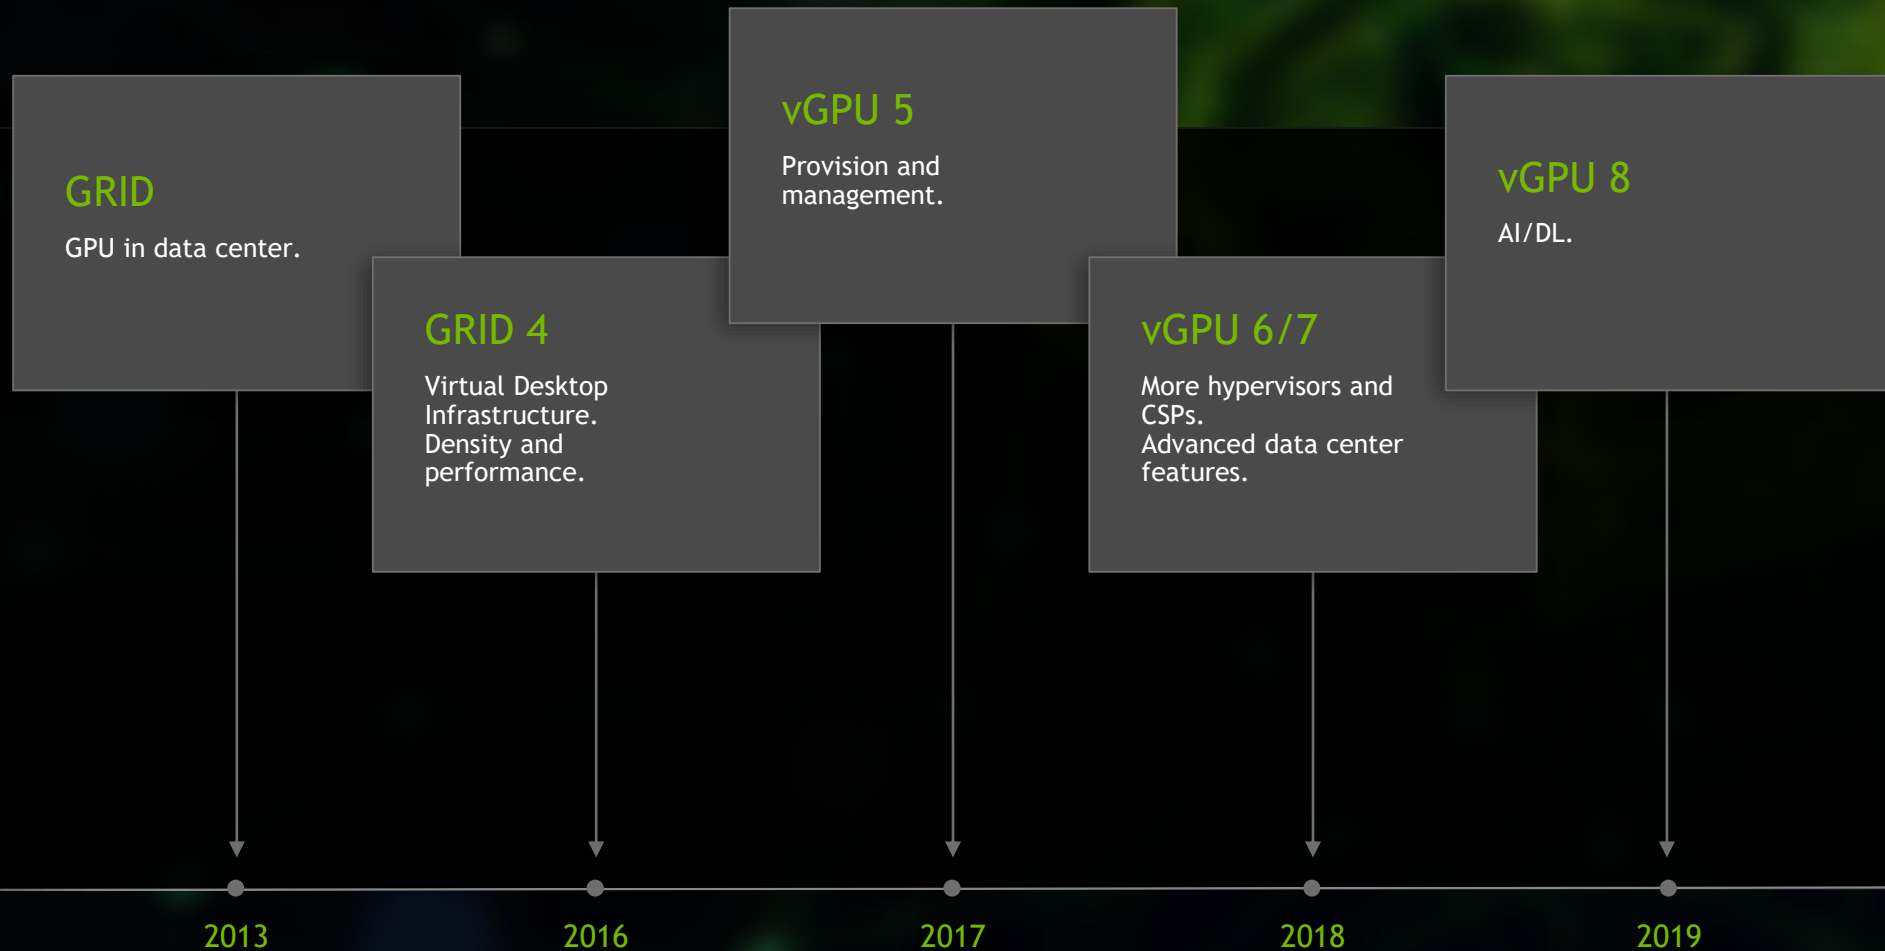 GRID
GPU in data center.
GRID 4
Virtual Desktop
Infrastructure.
Density and
performance.
vGPU 5
Provision and
management.
vGPU 6/7
More hypervisors and
CSPs.
Advanced data center
features.
vGPU 8
AI/DL.
2013
2016
2017
2018
2019